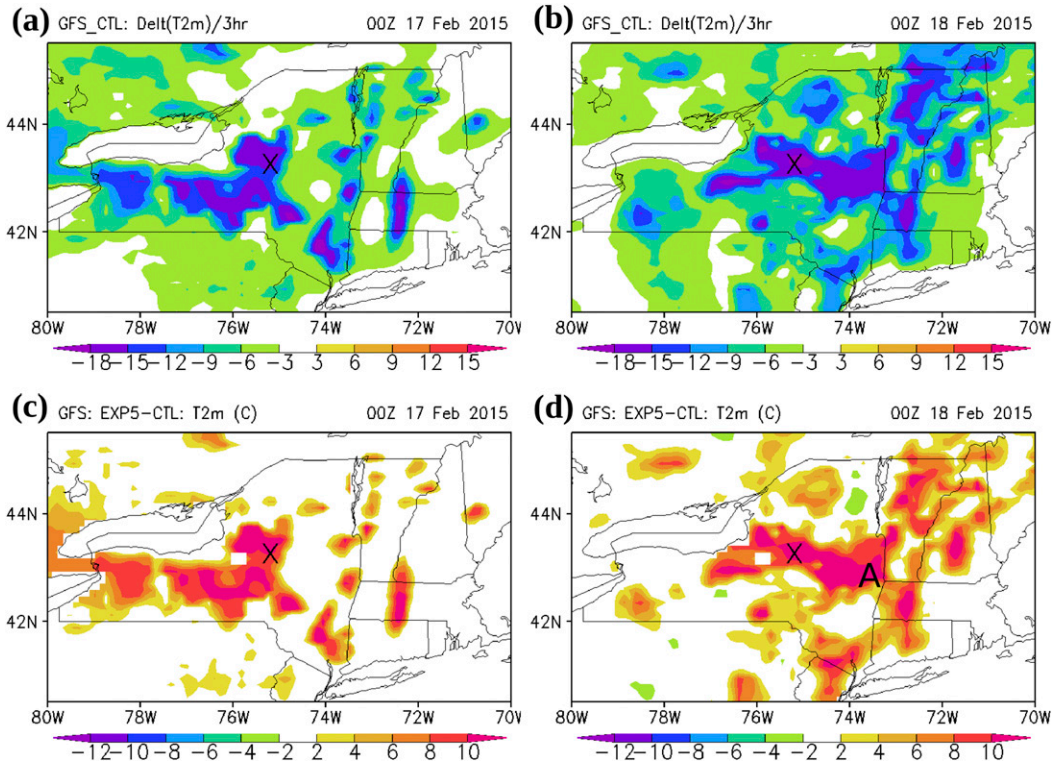 (a) GFS_CTL: Delt(T2m)/3hr 00Z 17 Feb 2015
44N
X
42N
80W 78W 76W 74W 72W 70W
-18 -15 -12 -9 -6 -3 3 6 9 12 15
(b) GFS_CTL: Delt(T2m)/3hr 00Z 18 Feb 2015
44N
X
42N
80W 78W 76W 74W 72W 70W
-18 -15 -12 -9 -6 -3 3 6 9 12 15
(c) GFS: EXP5-CTL: T2m (C) 00Z 17 Feb 2015
44N
X
42N
80W 78W 76W 74W 72W 70W
-12 -10 -8 -6 -4 -2 2 4 6 8 10
(d) GFS: EXP5-CTL: T2m (C) 00Z 18 Feb 2015
44N
X
A
42N
80W 78W 76W 74W 72W 70W
-12 -10 -8 -6 -4 -2 2 4 6 8 10